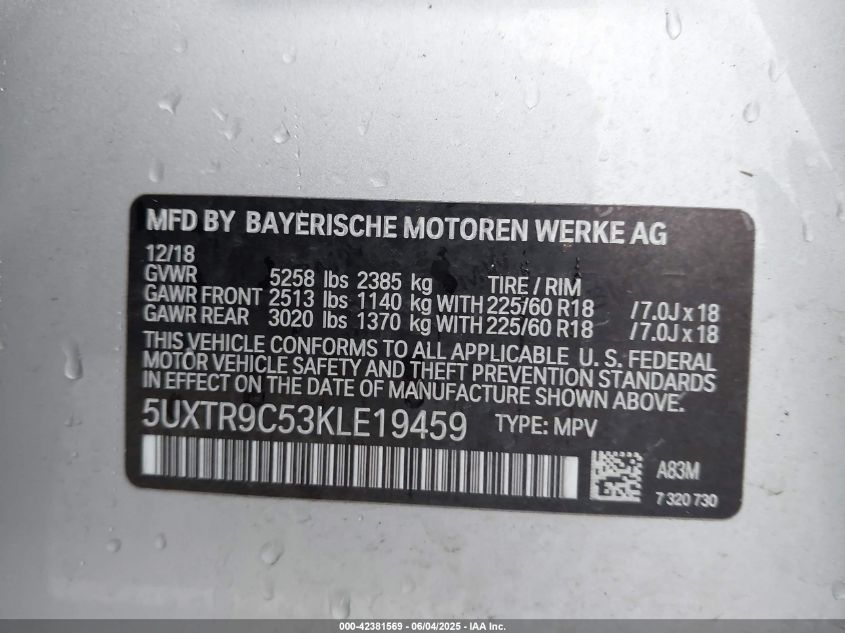 MFD BY BAYERISCHE MOTOREN WERKE AG
12/18
GVWR 5258 lbs 2385 kg TIRE / RIM
GAWR FRONT 2513 lbs 1140 kg WITH 225/60 R18 / 7.0J x 18
GAWR REAR 3020 lbs 1370 kg WITH 225/60 R18 / 7.0J x 18
THIS VEHICLE CONFORMS TO ALL APPLICABLE U. S. FEDERAL
MOTOR VEHICLE SAFETY AND THEFT PREVENTION STANDARDS
IN EFFECT ON THE DATE OF MANUFACTURE SHOWN ABOVE.
5UXTR9C53KLE19459 TYPE: MPV
A83M
7 320 730
000-42381569 - 06/04/2025 - IAA Inc.